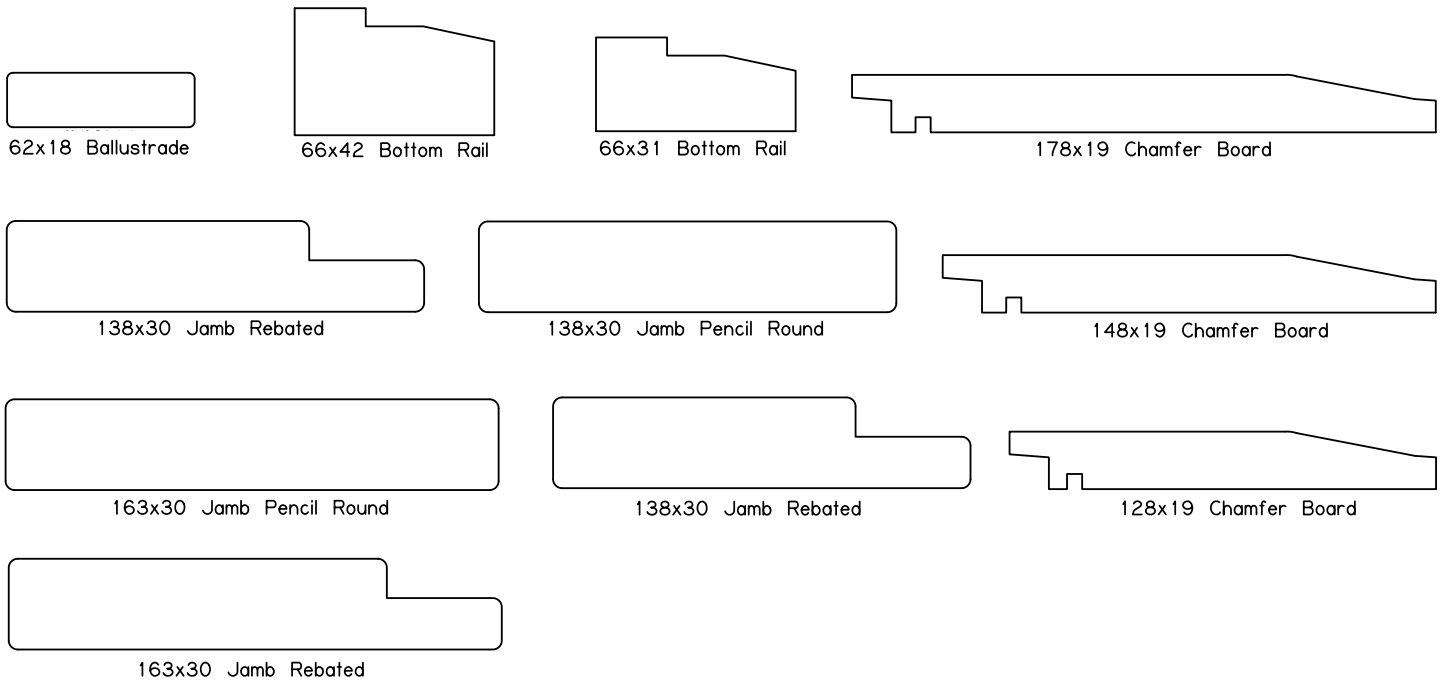 62x18 Ballustrade
66x42 Bottom Rail
66x31 Bottom Rail
178x19 Chamfer Board
138x30 Jamb Rebated
138x30 Jamb Pencil Round
148x19 Chamfer Board
163x30 Jamb Pencil Round
138x30 Jamb Rebated
128x19 Chamfer Board
163x30 Jamb Rebated